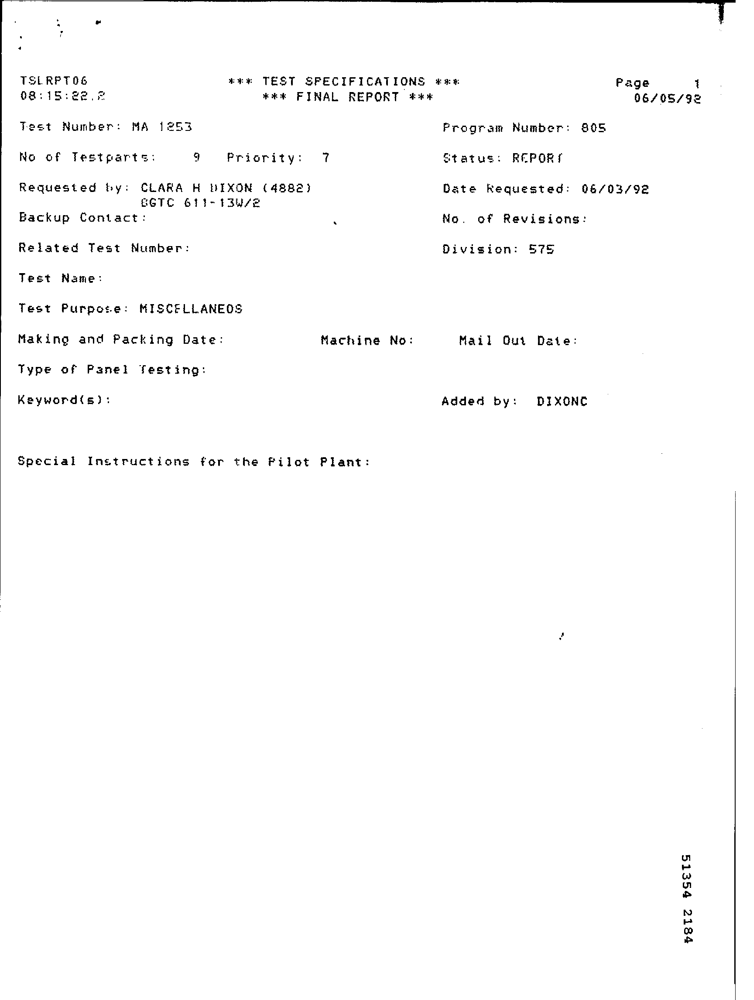 TSLRPT06 *** TEST SPECIFICATIONS *** Page 1
08:15:22.2 *** FINAL REPORT *** 06/05/92
Test Number: MA 1253 Program Number: 805
No of Testparts: 9 Priority: 7 Status: REPORT
Requested by: CLARA H DIXON (4882) Date Requested: 06/03/92
BGTC 611-13W/2
Backup Contact: No. of Revisions:
Related Test Number: Division: 575
Test Name:
Test Purpose: MISCELLANEOS
Making and Packing Date: Machine No: Mail Out Date:
Type of Panel Testing:
Keyword(s): Added by: DIXONC
Special Instructions for the Pilot Plant:
51354 2184